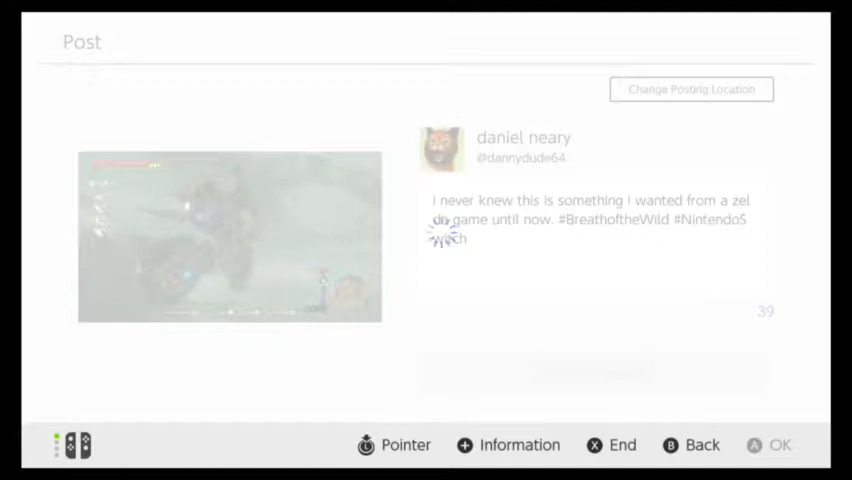 Post
Change Posting Location
daniel neary
@dannydude64
I never knew this is something I wanted from a zel
da game until now. #BreathoftheWild #NintendoS
witch
39
Pointer
Information
End
Back
OK